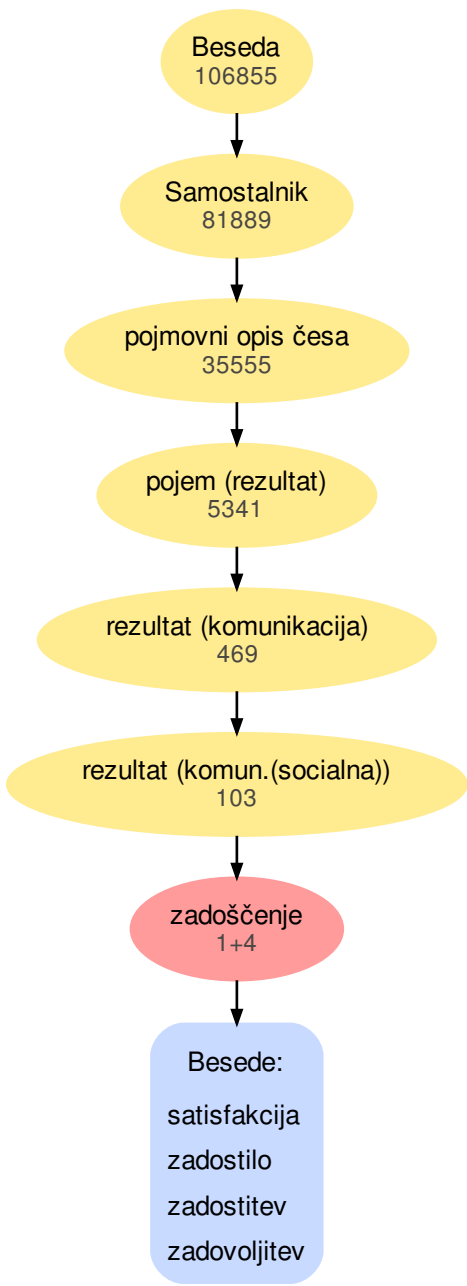 Beseda
106855
Samostalnik
81889
pojmovni opis česa
35555
pojem (rezultat)
5341
rezultat (komunikacija)
469
rezultat (komun.(socialna))
103
zadoščenje
1+4
Besede:
satisfakcija
zadostilo
zadostitev
zadovoljitev